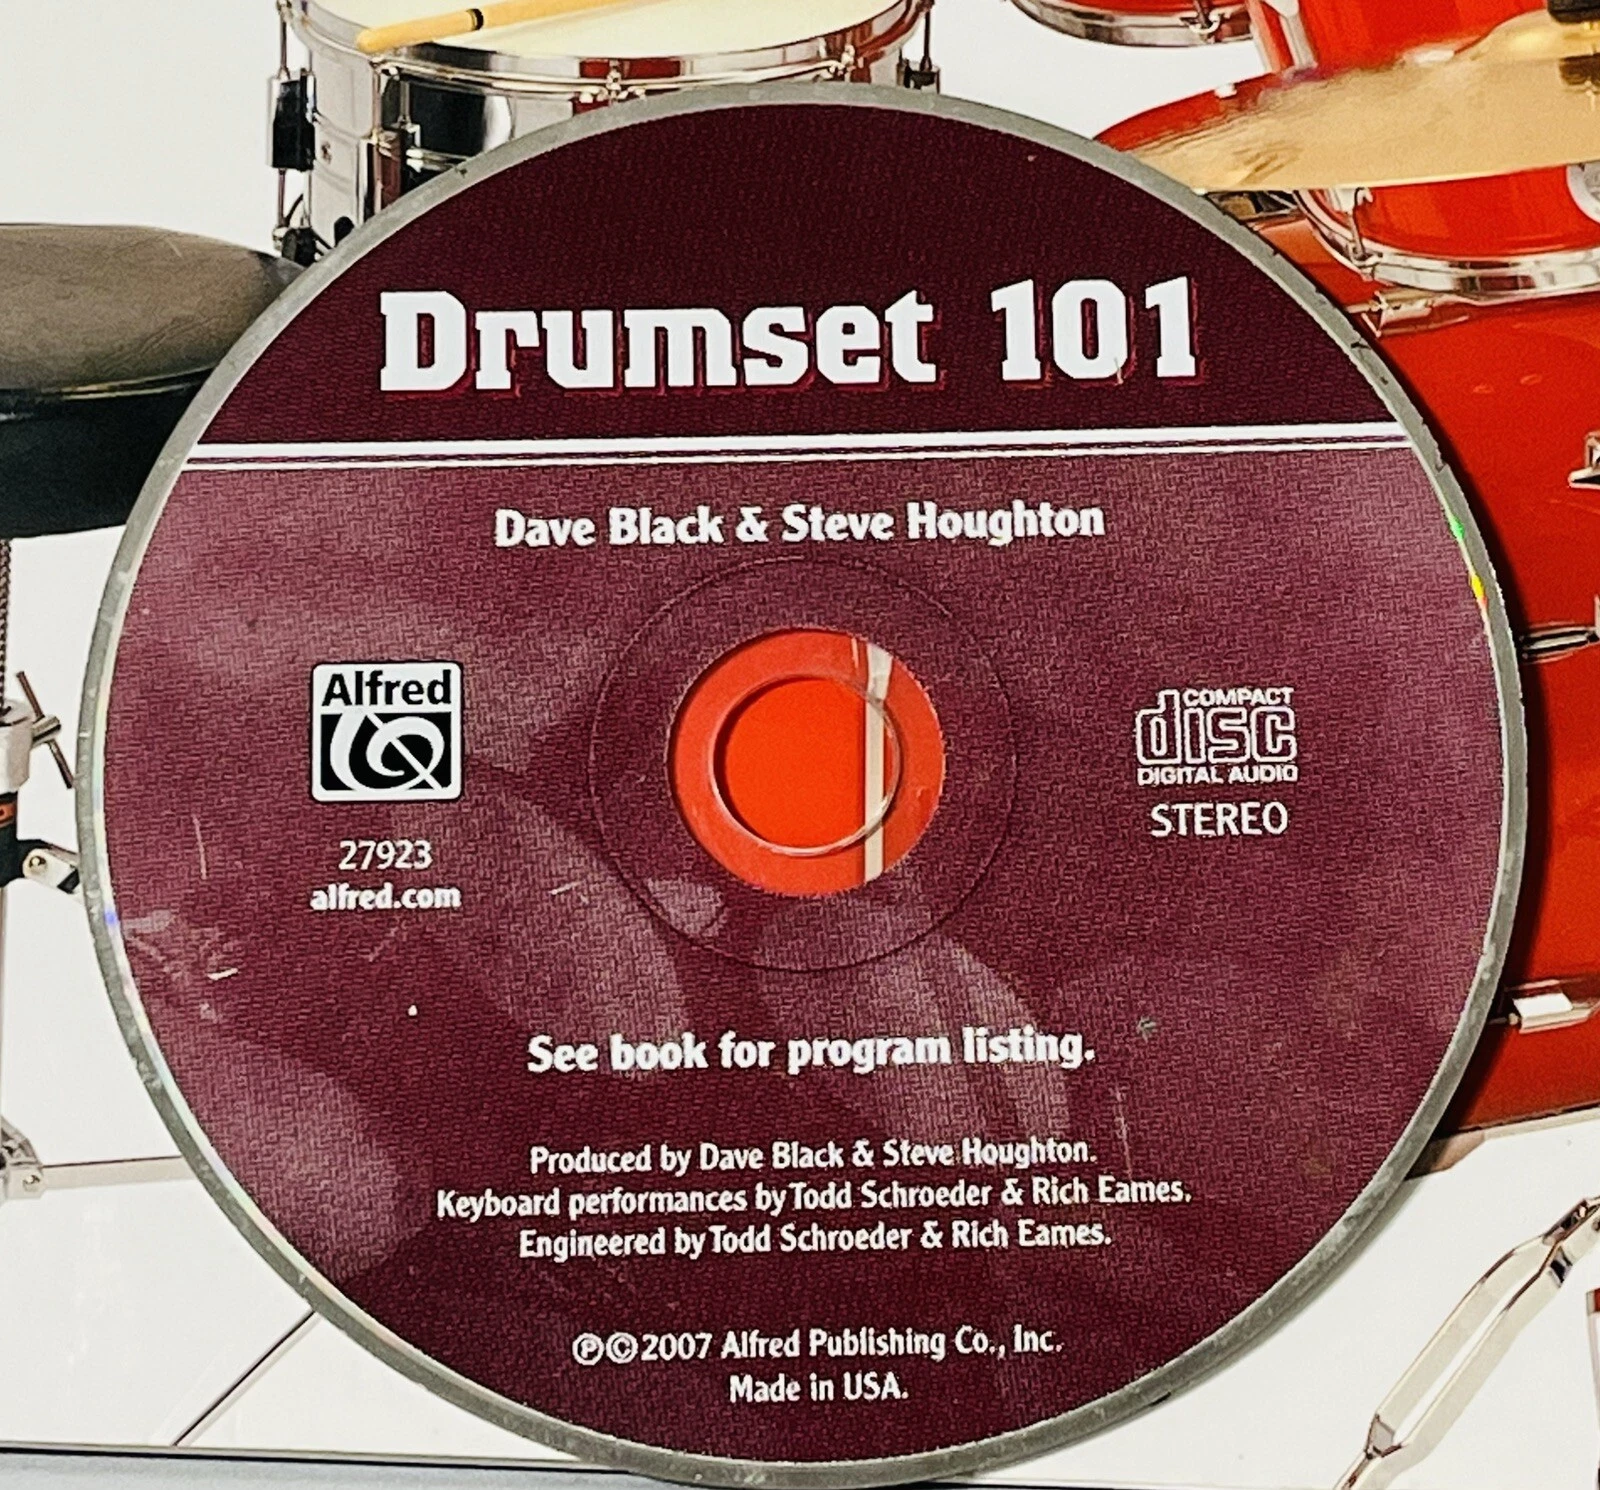 Drumset 101
Dave Black & Steve Houghton
Alfred
27923
alfred.com
COMPACT
disc
DIGITAL AUDIO
STEREO
See book for program listing.
Produced by Dave Black & Steve Houghton.
Keyboard performances by Todd Schroeder & Rich Eames.
Engineered by Todd Schroeder & Rich Eames.
℗©2007 Alfred Publishing Co., Inc.
Made in USA.